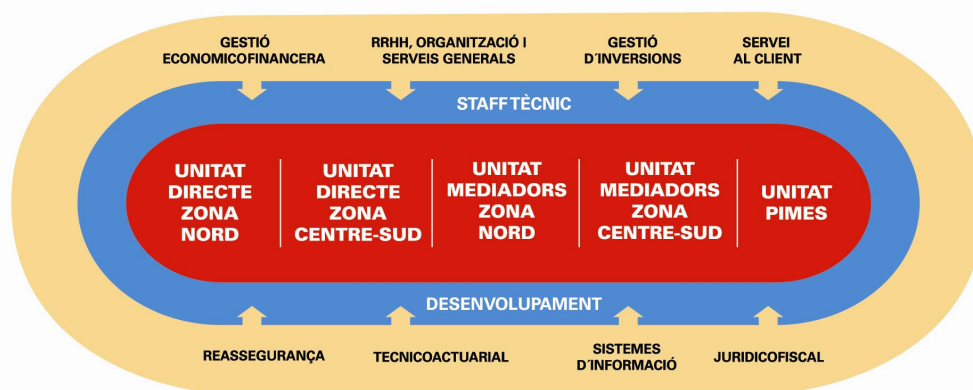 GESTIÓ
ECONOMICOFINANCERA
RRHH, ORGANITZACIÓ I
SERVEIS GENERALS
GESTIÓ
D´INVERSIONS
SERVEI
AL CLIENT
STAFF TÈCNIC
UNITAT
DIRECTE
ZONA
NORD
UNITAT
DIRECTE
ZONA
CENTRE-SUD
UNITAT
MEDIADORS
ZONA
NORD
UNITAT
MEDIADORS
ZONA
CENTRE-SUD
UNITAT
PIMES
DESENVOLUPAMENT
REASSEGURANÇA
TECNICOACTUARIAL
SISTEMES
D´INFORMACIÓ
JURIDICOFISCAL